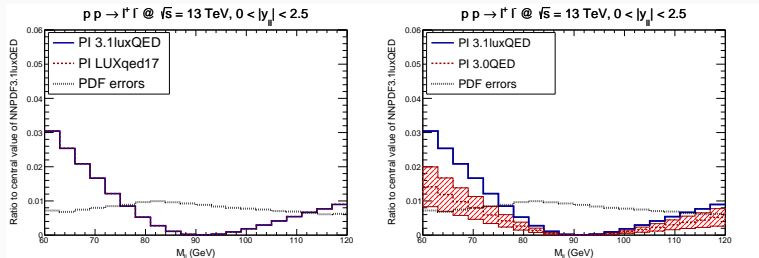 p p → l⁺ l⁻ @ √s = 13 TeV, 0 < |y_ll| < 2.5
Ratio to central value of NNPDF3.1luxQED
0.06
0.05
0.04
0.03
0.02
0.01
0
PI 3.1luxQED
PI LUXqed17
PDF errors
60 70 80 90 100 110 120
M_ll (GeV)
p p → l⁺ l⁻ @ √s = 13 TeV, 0 < |y_ll| < 2.5
Ratio to central value of NNPDF3.1luxQED
0.06
0.05
0.04
0.03
0.02
0.01
0
PI 3.1luxQED
PI 3.0QED
PDF errors
60 70 80 90 100 110 120
M_ll (GeV)